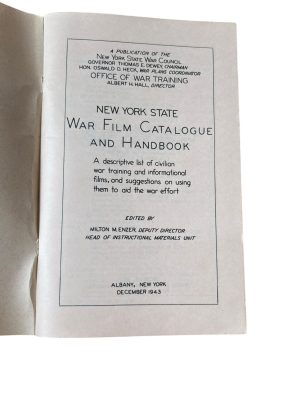 A PUBLICATION OF THE
NEW YORK STATE WAR COUNCIL
GOVERNOR THOMAS E. DEWEY, CHAIRMAN
HON. OSWALD D. HECK, WAR PLANS COORDINATOR
OFFICE OF WAR TRAINING
ALBERT H. HALL, DIRECTOR
NEW YORK STATE
WAR FILM CATALOGUE
AND HANDBOOK
A descriptive list of civilian
war training and informational
films, and suggestions on using
them to aid the war effort
EDITED BY
MILTON M. ENZER, DEPUTY DIRECTOR
HEAD OF INSTRUCTIONAL MATERIALS UNIT
ALBANY, NEW YORK
DECEMBER 1943